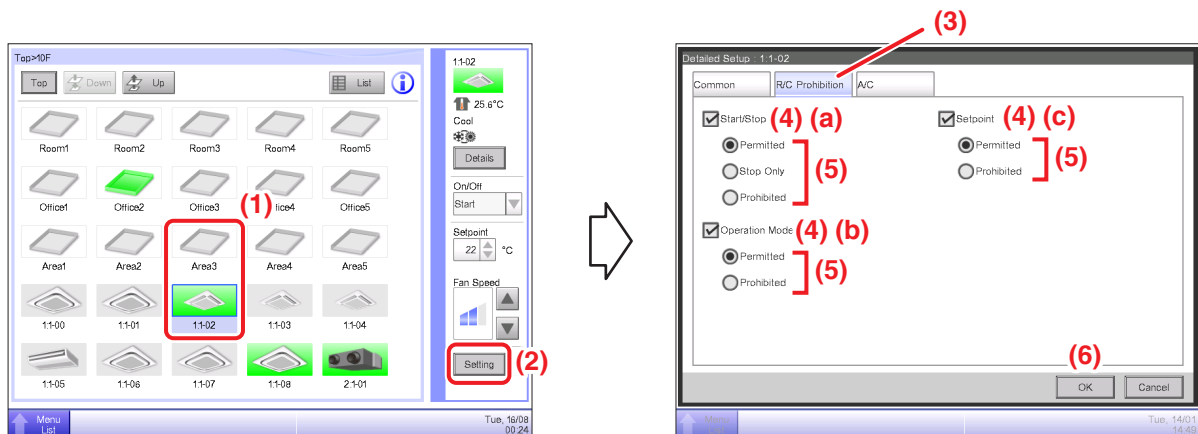 (3)
Top>10F
Top Down Up List
Room1 Room2 Room3 Room4 Room5
Office1 Office2 Office3 (1) fice4 Office5
Area1 Area2 Area3 Area4 Area5
1:1-00 1:1-01 1:1-02 1:1-03 1:1-04
1:1-05 1:1-06 1:1-07 1:1-08 2:1-01
1:1-02
25.6°C
Cool
Details
On/Off
Start
Setpoint
22 °C
Fan Speed
Setting (2)
Menu
List
Tue, 16/08
00:24
Detailed Setup : 1:1-02
Common R/C Prohibition A/C
Start/Stop (4) (a)
Permitted
Stop Only (5)
Prohibited
Operation Mode (4) (b)
Permitted
Prohibited (5)
Setpoint (4) (c)
Permitted
Prohibited (5)
(6)
OK Cancel
Menu
List
Tue, 14/01
14:49